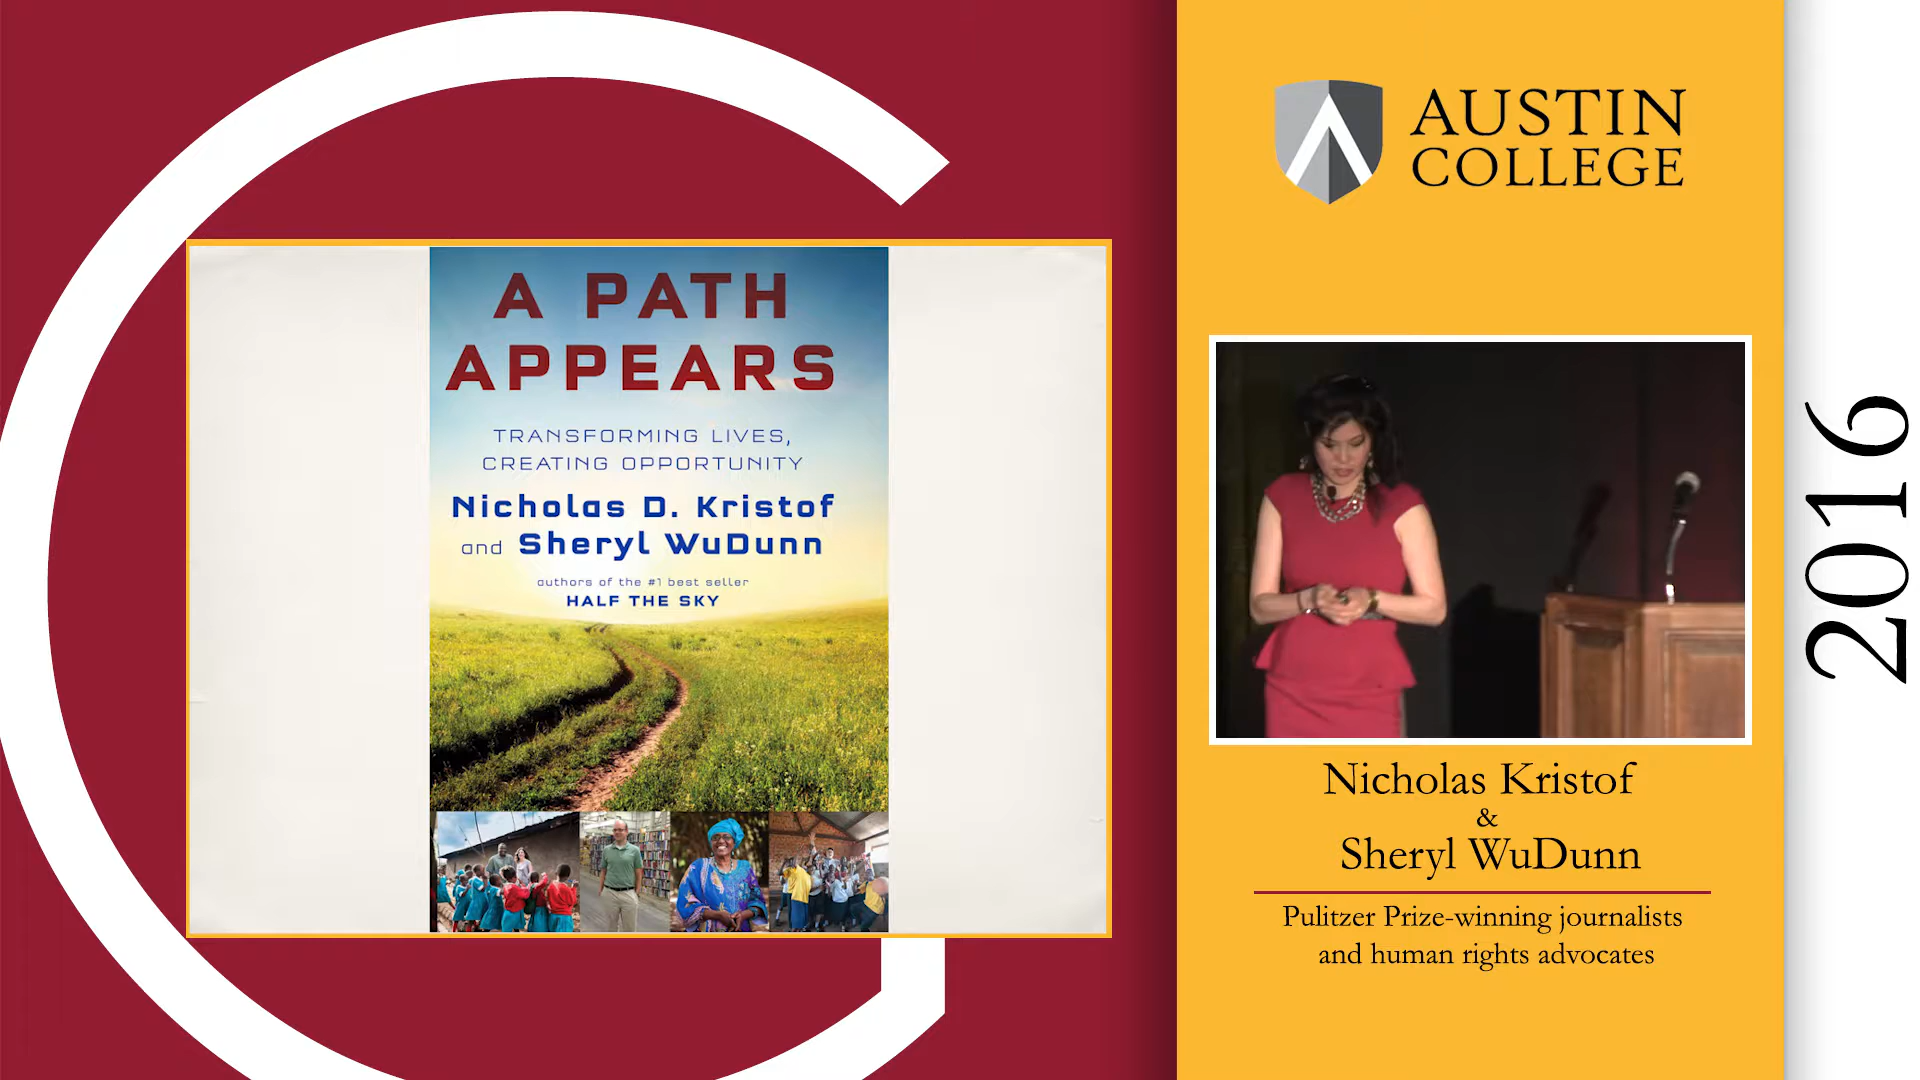 A PATH
APPEARS
TRANSFORMING LIVES,
CREATING OPPORTUNITY
Nicholas D. Kristof
and Sheryl WuDunn
authors of the #1 best seller
HALF THE SKY
AUSTIN
COLLEGE
Nicholas Kristof
&
Sheryl WuDunn
Pulitzer Prize-winning journalists
and human rights advocates
2016